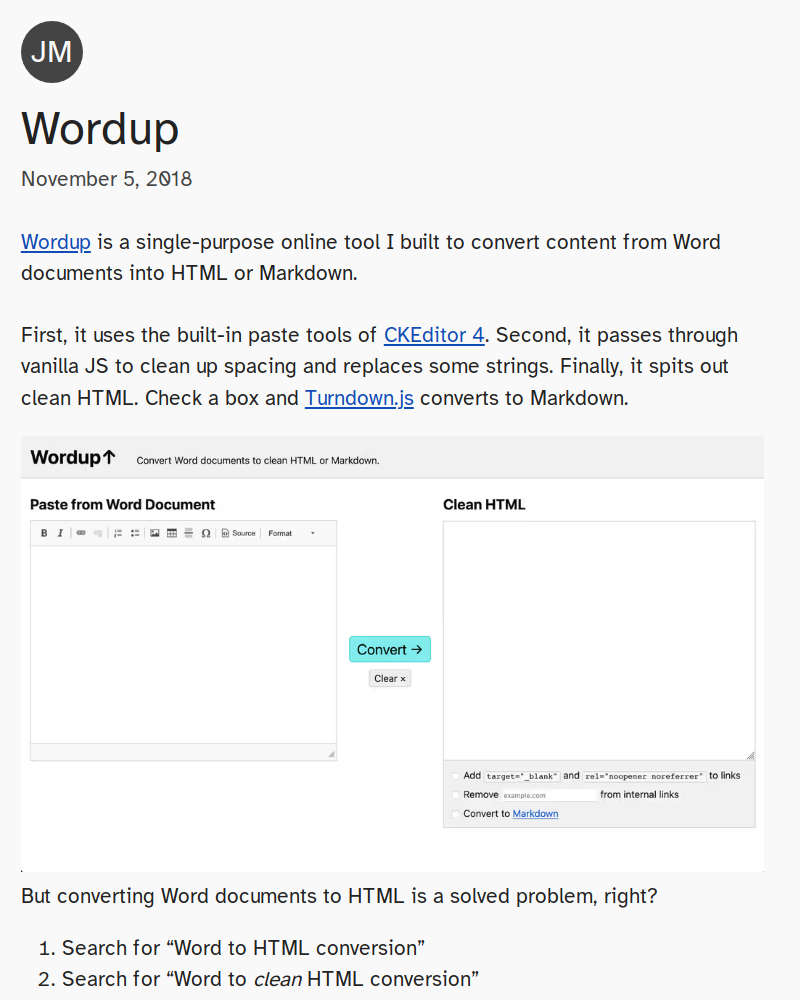 JM
Wordup
November 5, 2018
Wordup is a single-purpose online tool I built to convert content from Word
documents into HTML or Markdown.
First, it uses the built-in paste tools of CKEditor 4. Second, it passes through
vanilla JS to clean up spacing and replaces some strings. Finally, it spits out
clean HTML. Check a box and Turndown.js converts to Markdown.
Wordup↑ Convert Word documents to clean HTML or Markdown.
Paste from Word Document
B I Ω Source Format
Convert →
Clear ×
Clean HTML
Add target="_blank" and rel="noopener noreferrer" to links
Remove example.com from internal links
Convert to Markdown
But converting Word documents to HTML is a solved problem, right?
1. Search for “Word to HTML conversion”
2. Search for “Word to clean HTML conversion”